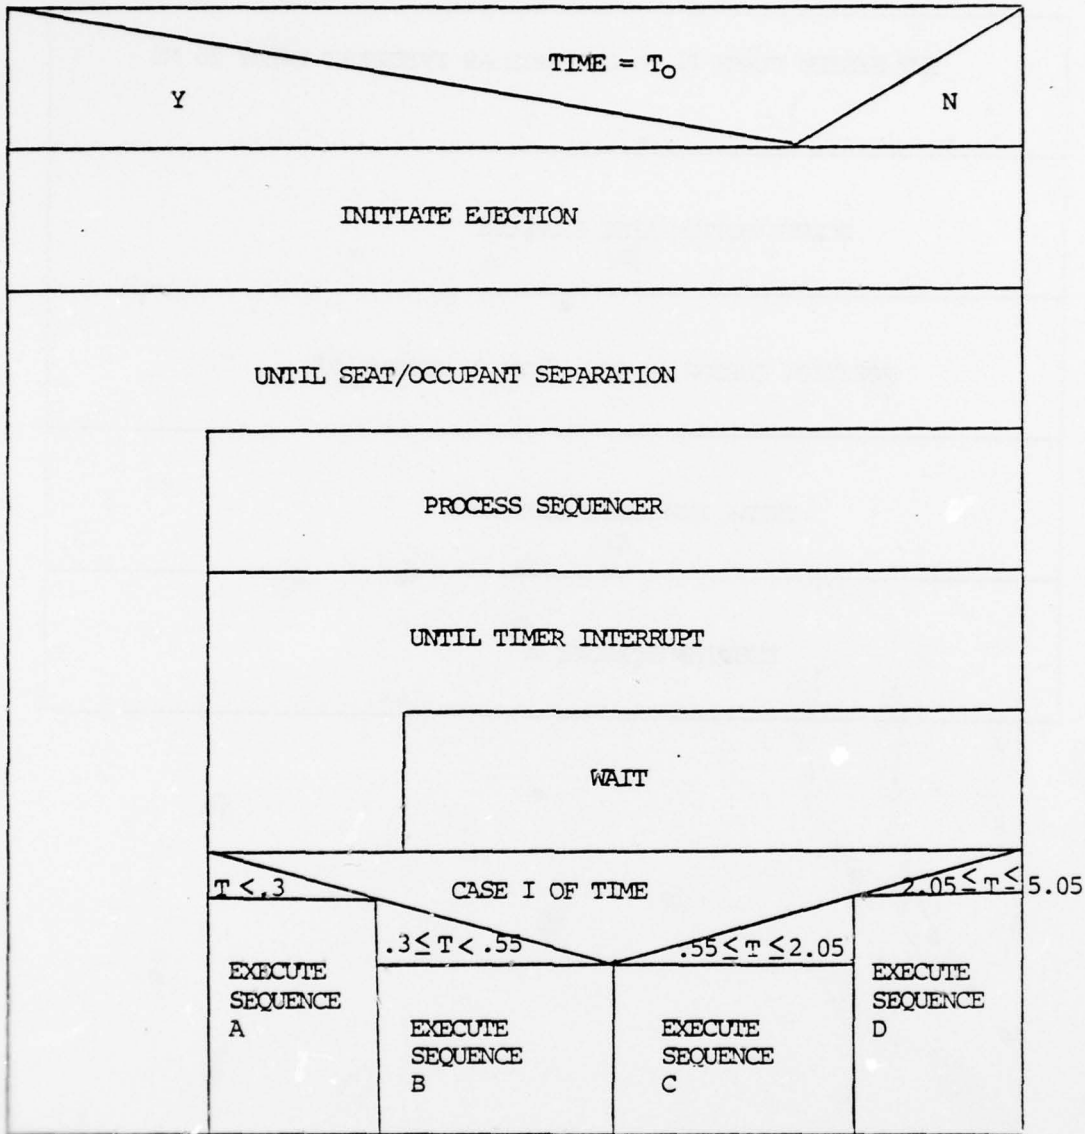 TIME = T₀
Y
N
INITIATE EJECTION
UNTIL SEAT/OCCUPANT SEPARATION
PROCESS SEQUENCER
UNTIL TIMER INTERRUPT
WAIT
CASE I OF TIME
T < .3
2.05 ≤ T ≤ 5.05
.3 ≤ T < .55
.55 ≤ T ≤ 2.05
EXECUTE
SEQUENCE
A
EXECUTE
SEQUENCE
B
EXECUTE
SEQUENCE
C
EXECUTE
SEQUENCE
D